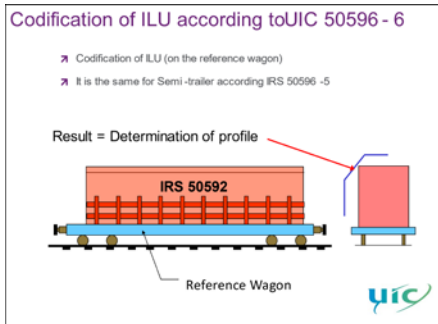 Codification of ILU according toUIC 50596 - 6
Codification of ILU (on the reference wagon)
It is the same for Semi -trailer according IRS 50596 -5
Result = Determination of profile
IRS 50592
Reference Wagon
uic